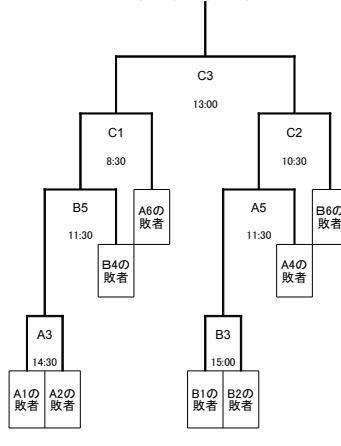 C3
13:00
C1
C2
8:30
10:30
B5
A6の
敗者
A5
B6の
敗者
11:30
11:30
B4の
敗者
A4の
敗者
A3
B3
14:30
15:00
A1の
敗者
A2の
敗者
B1の
敗者
B2の
敗者